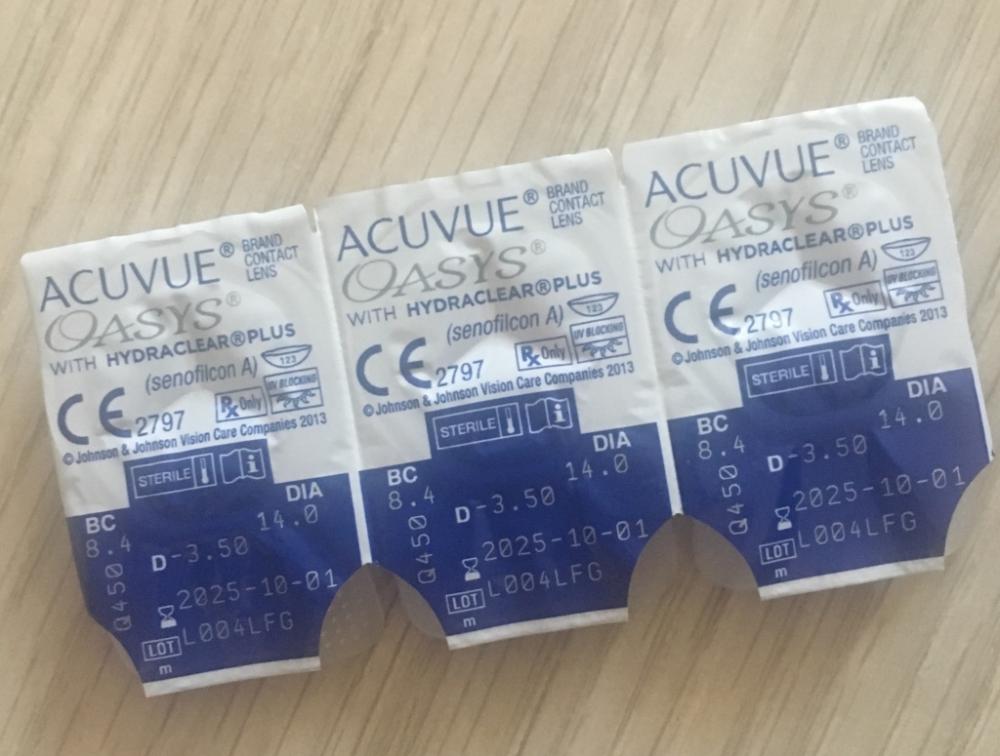 ACUVUE® BRAND CONTACT LENS
OASYS®
WITH HYDRACLEAR®PLUS
(senofilcon A) 123
CE 2797 Rx Only UV BLOCKING
©Johnson & Johnson Vision Care Companies 2013
STERILE i
BC DIA
8.4 14.0
D -3.50
Q450
2025-10-01
LOT L004LFG
m
ACUVUE® BRAND CONTACT LENS
OASYS®
WITH HYDRACLEAR®PLUS
(senofilcon A) 123
CE 2797 Rx Only UV BLOCKING
©Johnson & Johnson Vision Care Companies 2013
STERILE i
BC DIA
8.4 14.0
D -3.50
Q450
2025-10-01
LOT L004LFG
m
ACUVUE® BRAND CONTACT LENS
OASYS®
WITH HYDRACLEAR®PLUS
(senofilcon A) 123
CE 2797 Rx Only UV BLOCKING
©Johnson & Johnson Vision Care Companies 2013
STERILE i
BC DIA
8.4 14.0
D -3.50
Q450
2025-10-01
LOT L004LFG
m